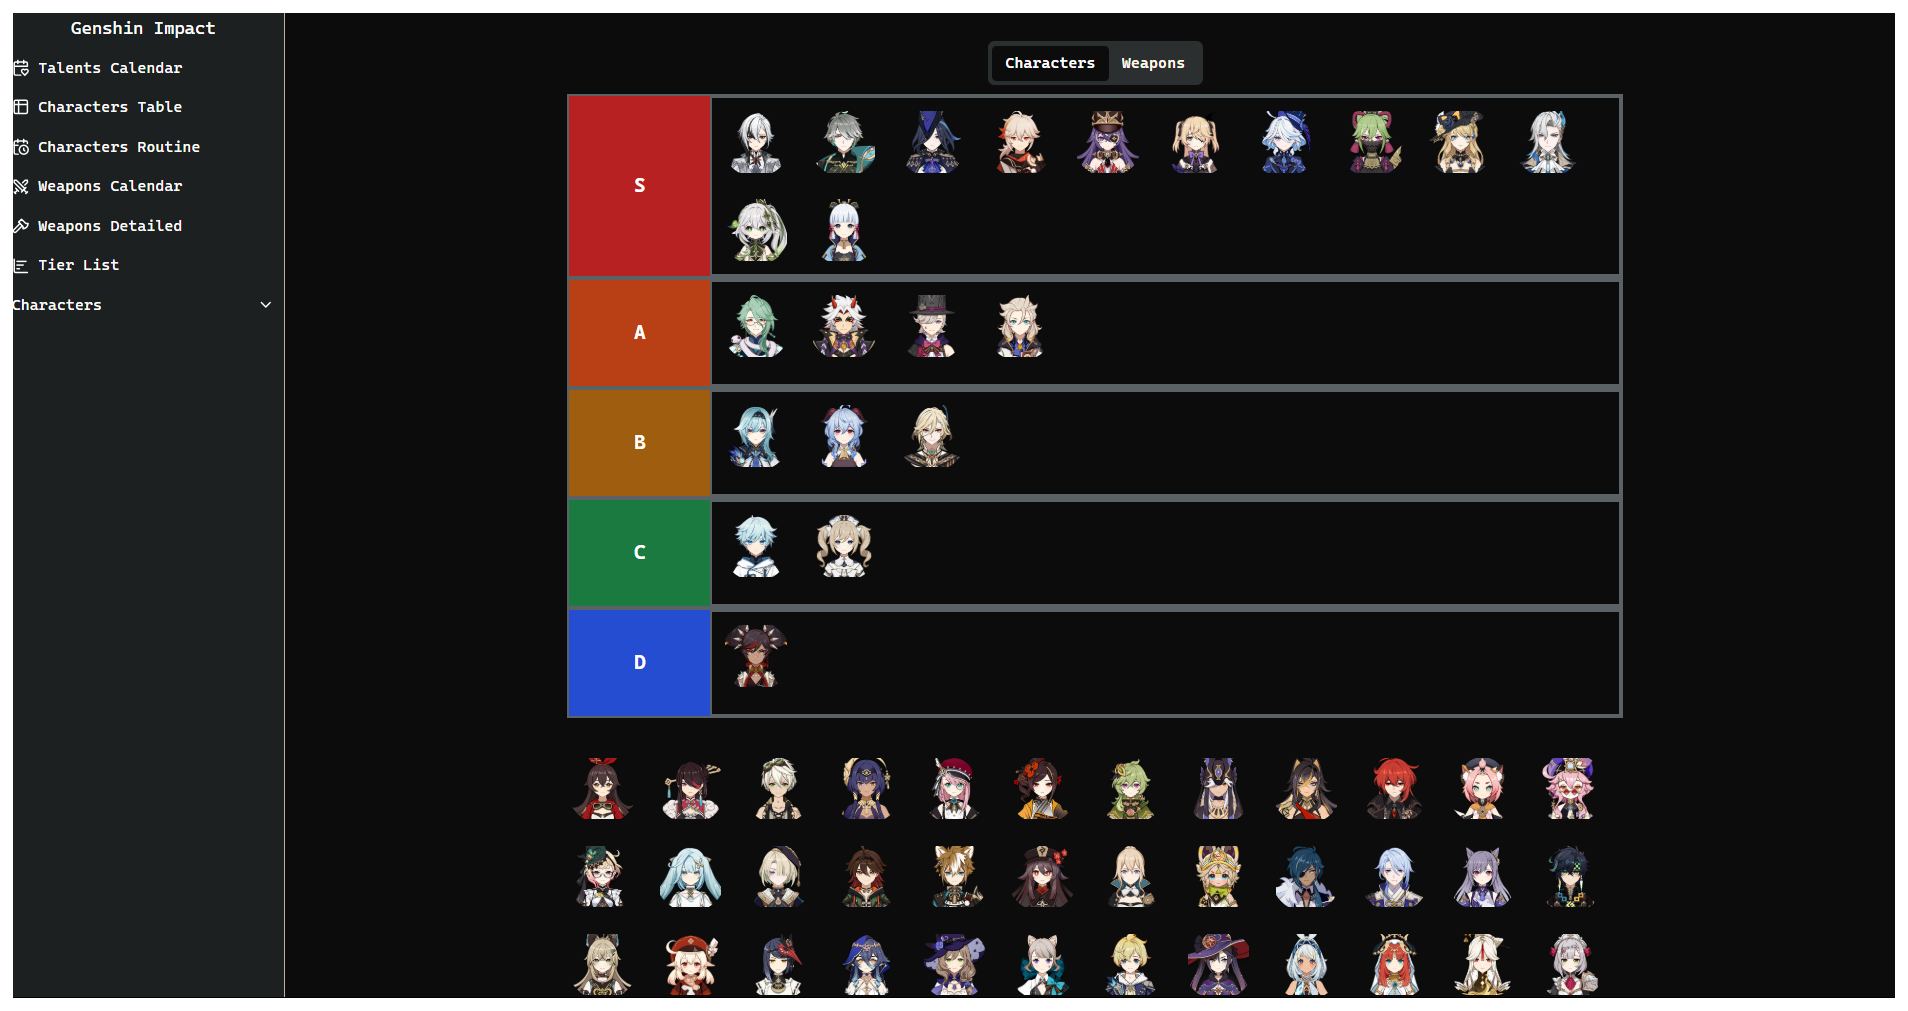 Genshin Impact
Talents Calendar
Characters Table
Characters Routine
Weapons Calendar
Weapons Detailed
Tier List
Characters
Characters Weapons
S
A
B
C
D